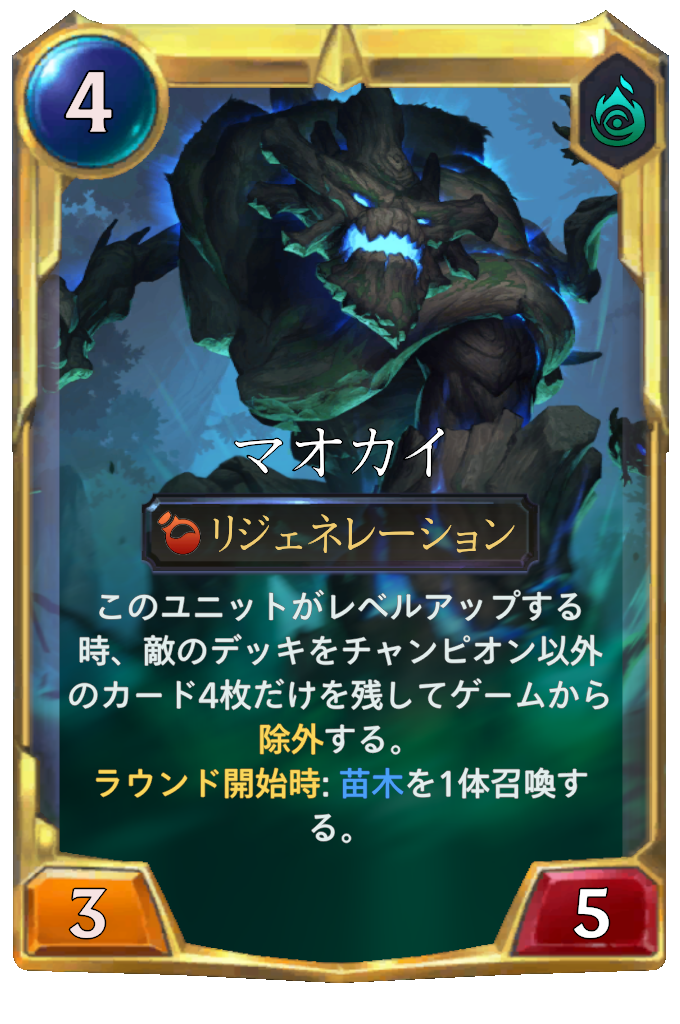 4
マオカイ
リジェネレーション
このユニットがレベルアップする
時、敵のデッキをチャンピオン以外
のカード4枚だけを残してゲームから
除外する。
ラウンド開始時: 苗木を1体召喚す
る。
3
5